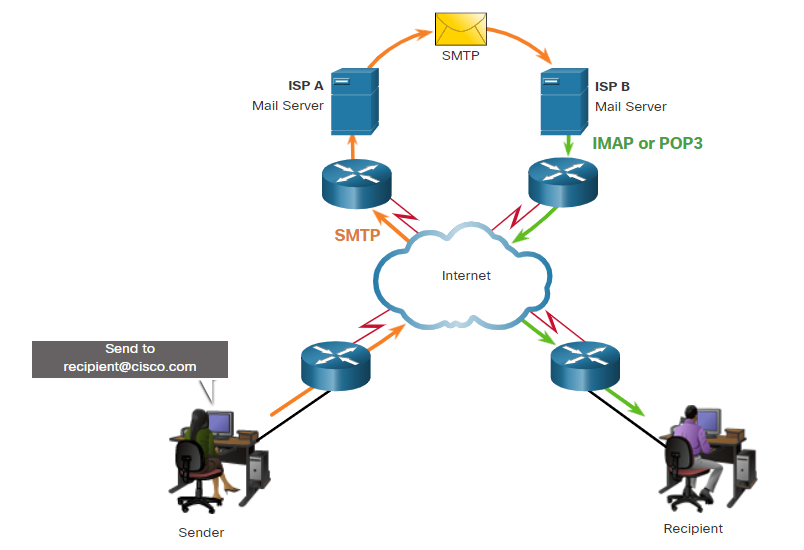 SMTP
ISP A
Mail Server
ISP B
Mail Server
IMAP or POP3
SMTP
Internet
Send to
recipient@cisco.com
Sender
Recipient